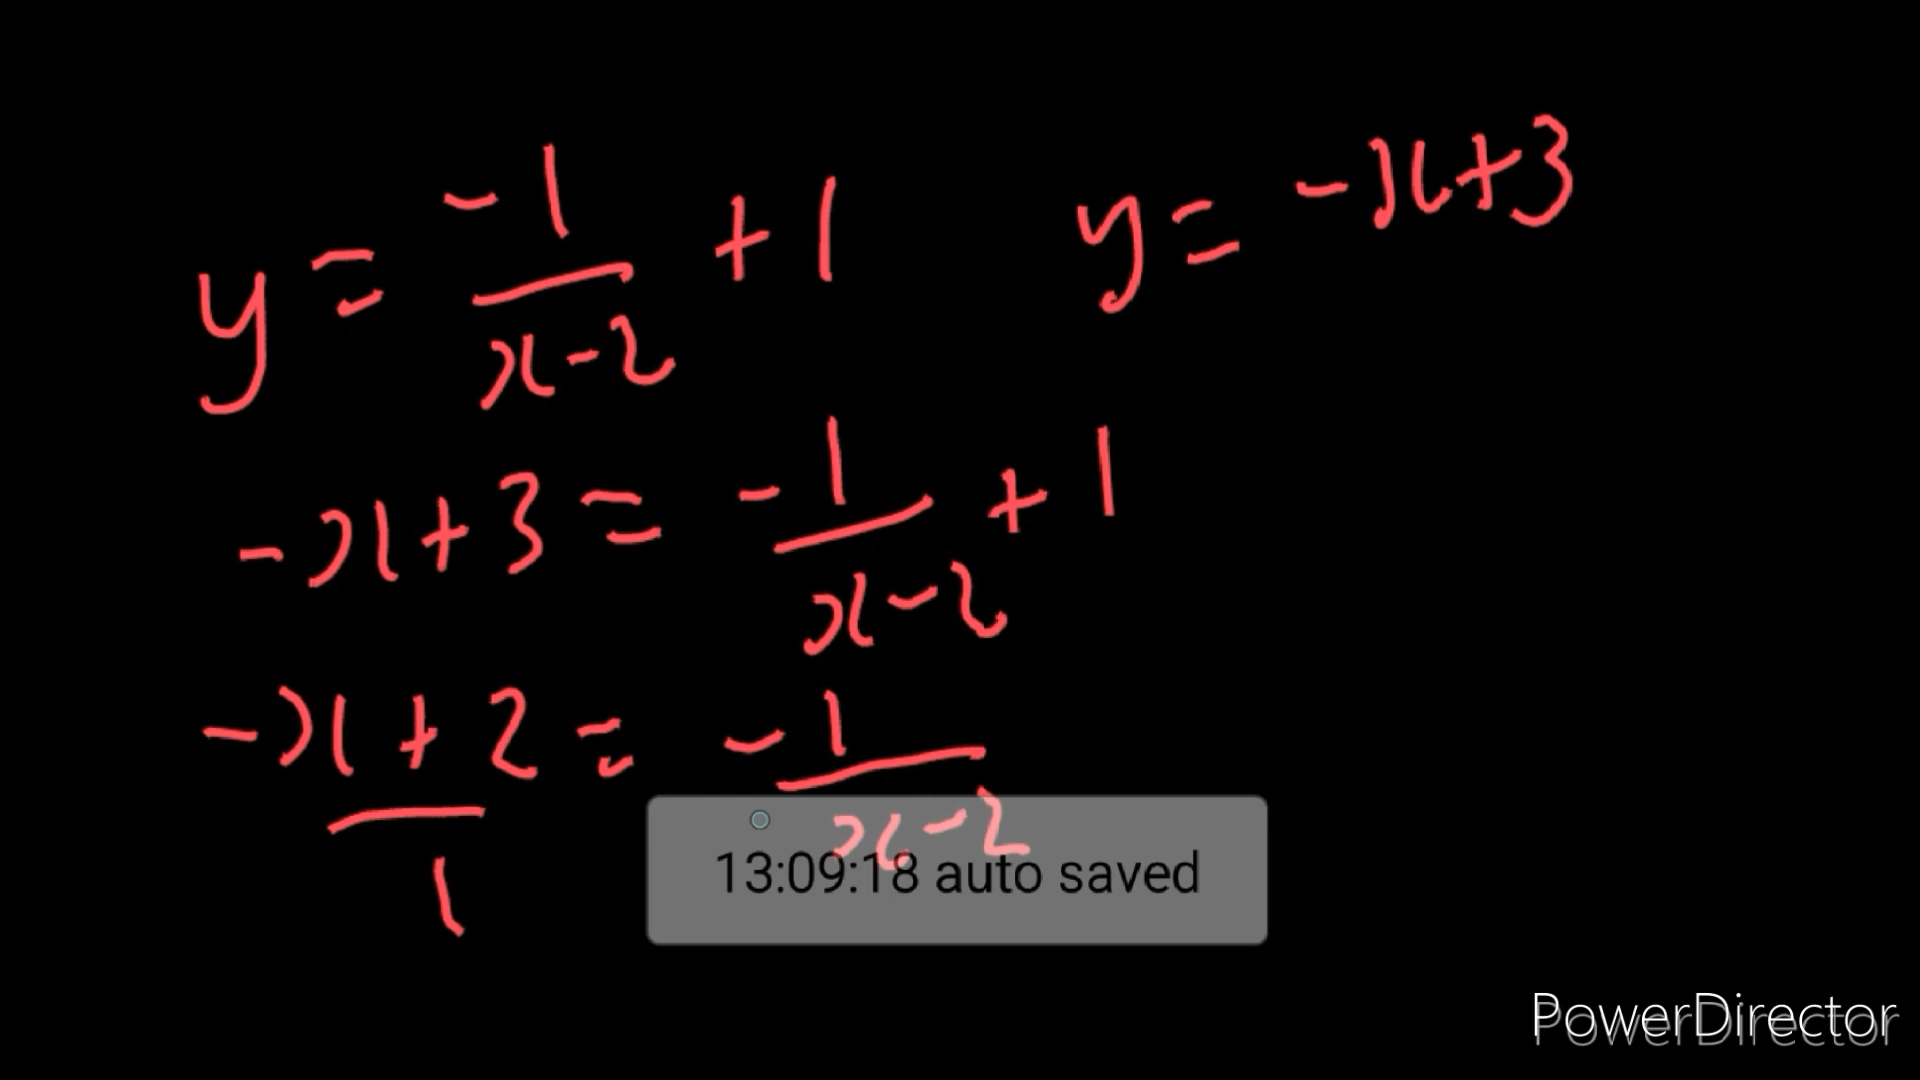 y = -1/(x-2) + 1    y = -x+3
-x+3 = -1/(x-2) + 1
(-x+2)/1 = -1/(x-2)
13:09:18 auto saved
PowerDirector